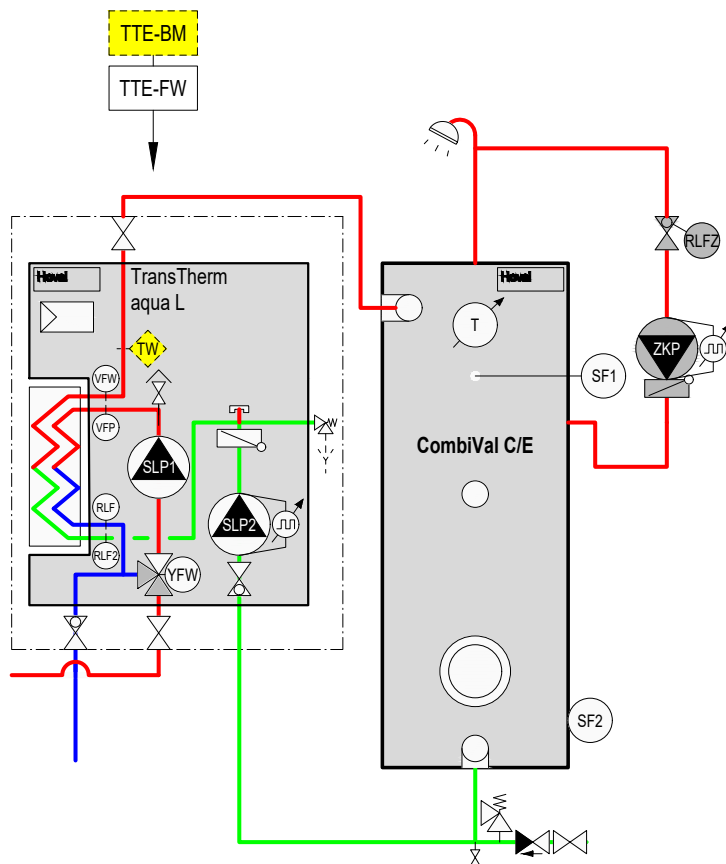 TTE-BM
TTE-FW
RLFZ
Hoval
TransTherm
aqua L
Hoval
T
TW
ZKP
VFW
SF1
VFP
CombiVal C/E
SLP1
RLF
SLP2
RLF2
YFW
SF2